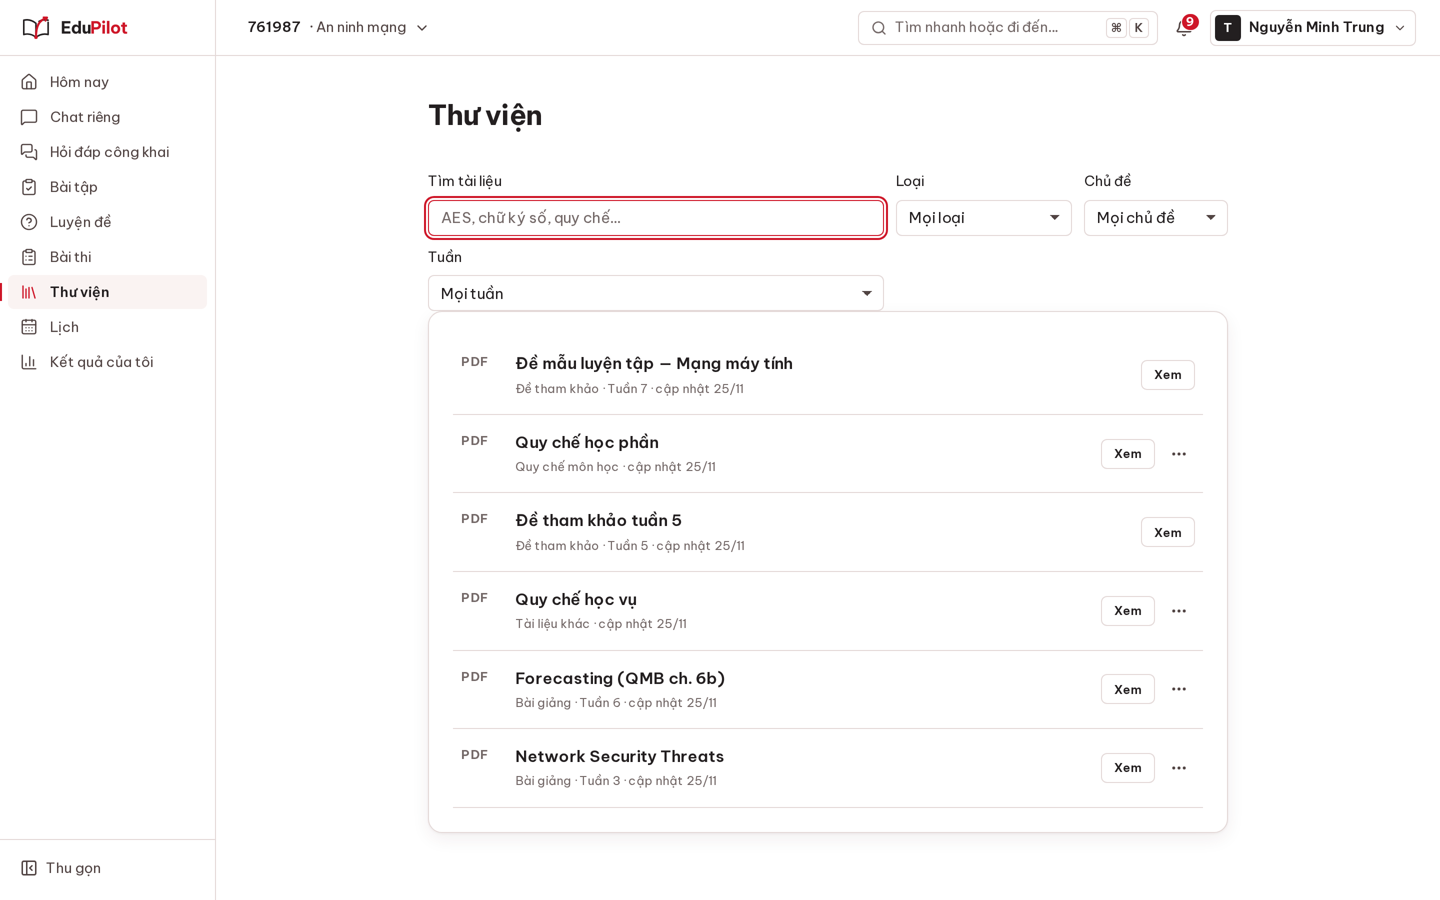 EduPilot
761987 · An ninh mạng
Tìm nhanh hoặc đi đến...
⌘ K
9
T
Nguyễn Minh Trung
Hôm nay
Chat riêng
Hỏi đáp công khai
Bài tập
Luyện đề
Bài thi
Thư viện
Lịch
Kết quả của tôi
Thu gọn
Thư viện
Tìm tài liệu
AES, chữ ký số, quy chế...
Loại
Mọi loại
Chủ đề
Mọi chủ đề
Tuần
Mọi tuần
PDF
Đề mẫu luyện tập — Mạng máy tính
Đề tham khảo · Tuần 7 · cập nhật 25/11
Xem
PDF
Quy chế học phần
Quy chế môn học · cập nhật 25/11
Xem
PDF
Đề tham khảo tuần 5
Đề tham khảo · Tuần 5 · cập nhật 25/11
Xem
PDF
Quy chế học vụ
Tài liệu khác · cập nhật 25/11
Xem
PDF
Forecasting (QMB ch. 6b)
Bài giảng · Tuần 6 · cập nhật 25/11
Xem
PDF
Network Security Threats
Bài giảng · Tuần 3 · cập nhật 25/11
Xem